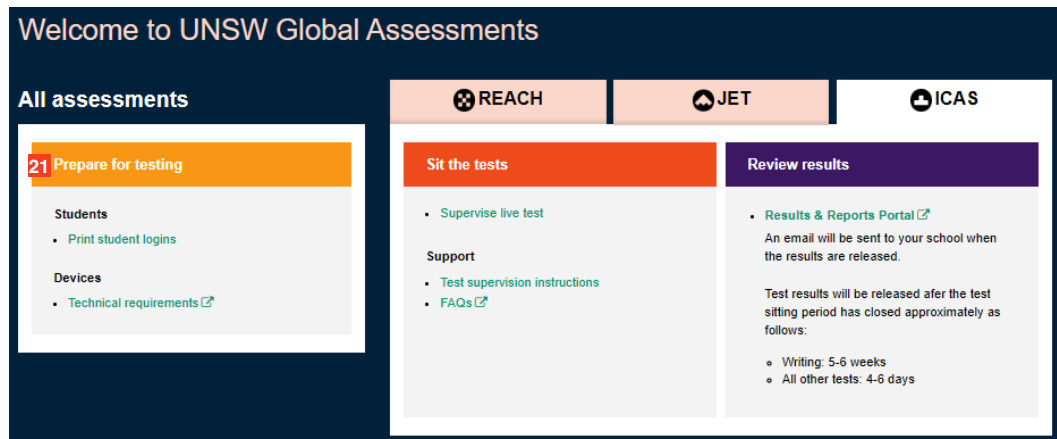 Welcome to UNSW Global Assessments
All assessments
REACH
JET
ICAS
21 Prepare for testing
Students
• Print student logins
Devices
• Technical requirements
Sit the tests
• Supervise live test
Support
• Test supervision instructions
• FAQs
Review results
• Results & Reports Portal
An email will be sent to your school when
the results are released.
Test results will be released afer the test
sitting period has closed approximately as
follows:
Writing: 5-6 weeks
All other tests: 4-6 days